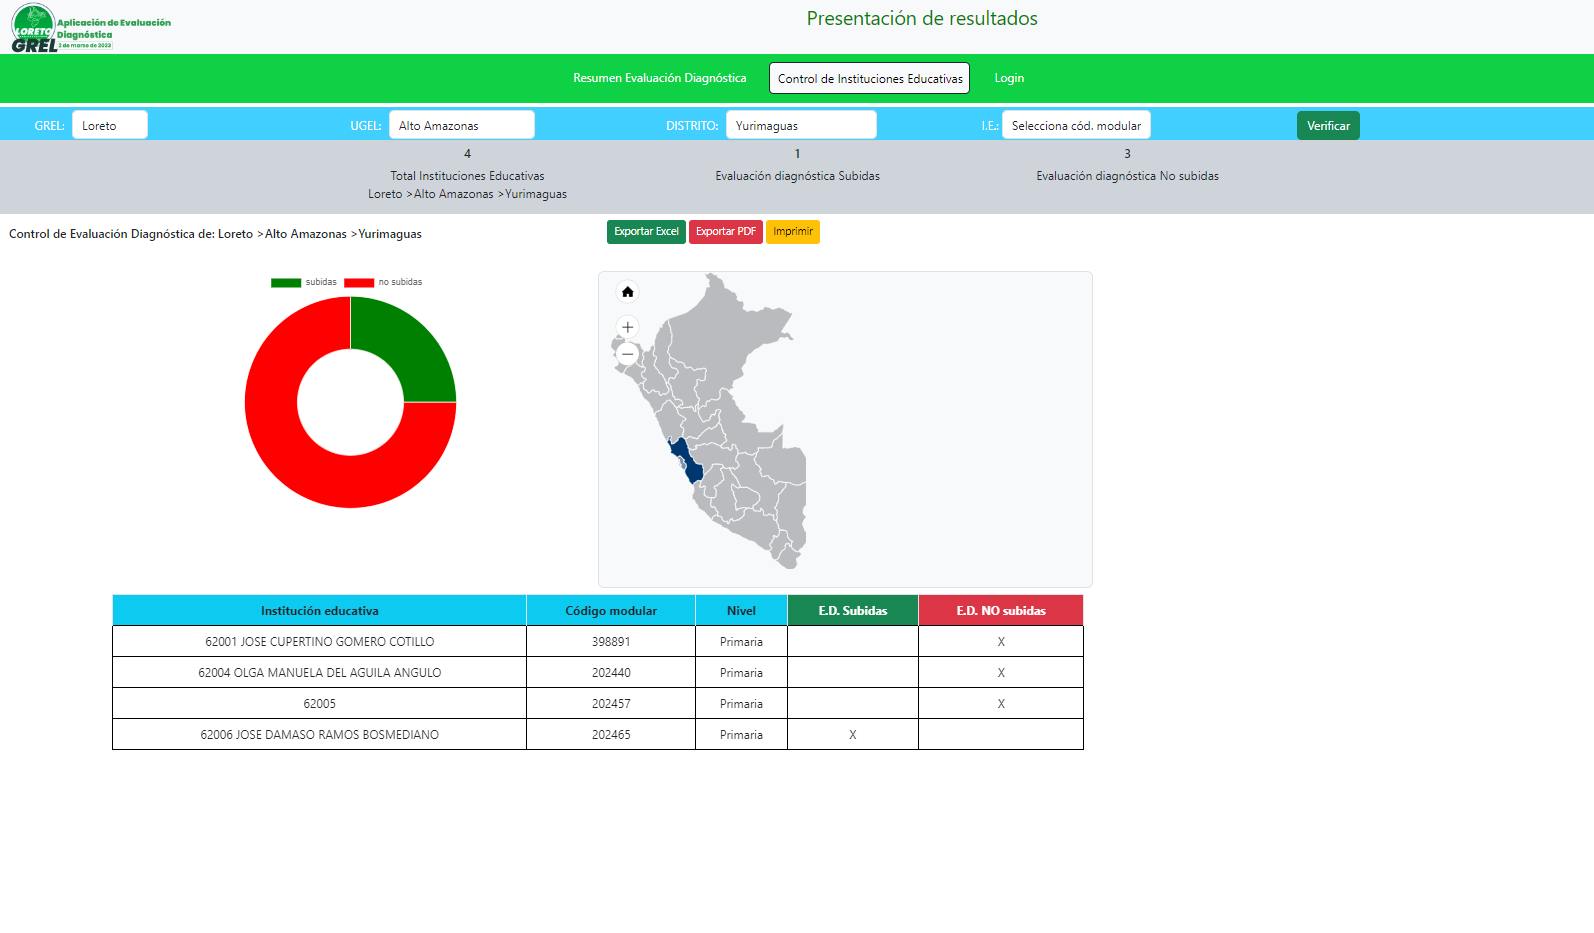 LORETO
GREL
Aplicación de Evaluación
Diagnóstica
2 de marzo de 2023
Presentación de resultados
Resumen Evaluación Diagnóstica Control de Instituciones Educativas Login
GREL: Loreto UGEL: Alto Amazonas DISTRITO: Yurimaguas I.E.: Selecciona cód. modular Verificar
4 1 3
Total Instituciones Educativas Evaluación diagnóstica Subidas Evaluación diagnóstica No subidas
Loreto >Alto Amazonas >Yurimaguas
Control de Evaluación Diagnóstica de: Loreto >Alto Amazonas >Yurimaguas Exportar Excel Exportar PDF Imprimir
subidas no subidas
Institución educativa Código modular Nivel E.D. Subidas E.D. NO subidas
62001 JOSE CUPERTINO GOMERO COTILLO 398891 Primaria X
62004 OLGA MANUELA DEL AGUILA ANGULO 202440 Primaria X
62005 202457 Primaria X
62006 JOSE DAMASO RAMOS BOSMEDIANO 202465 Primaria X